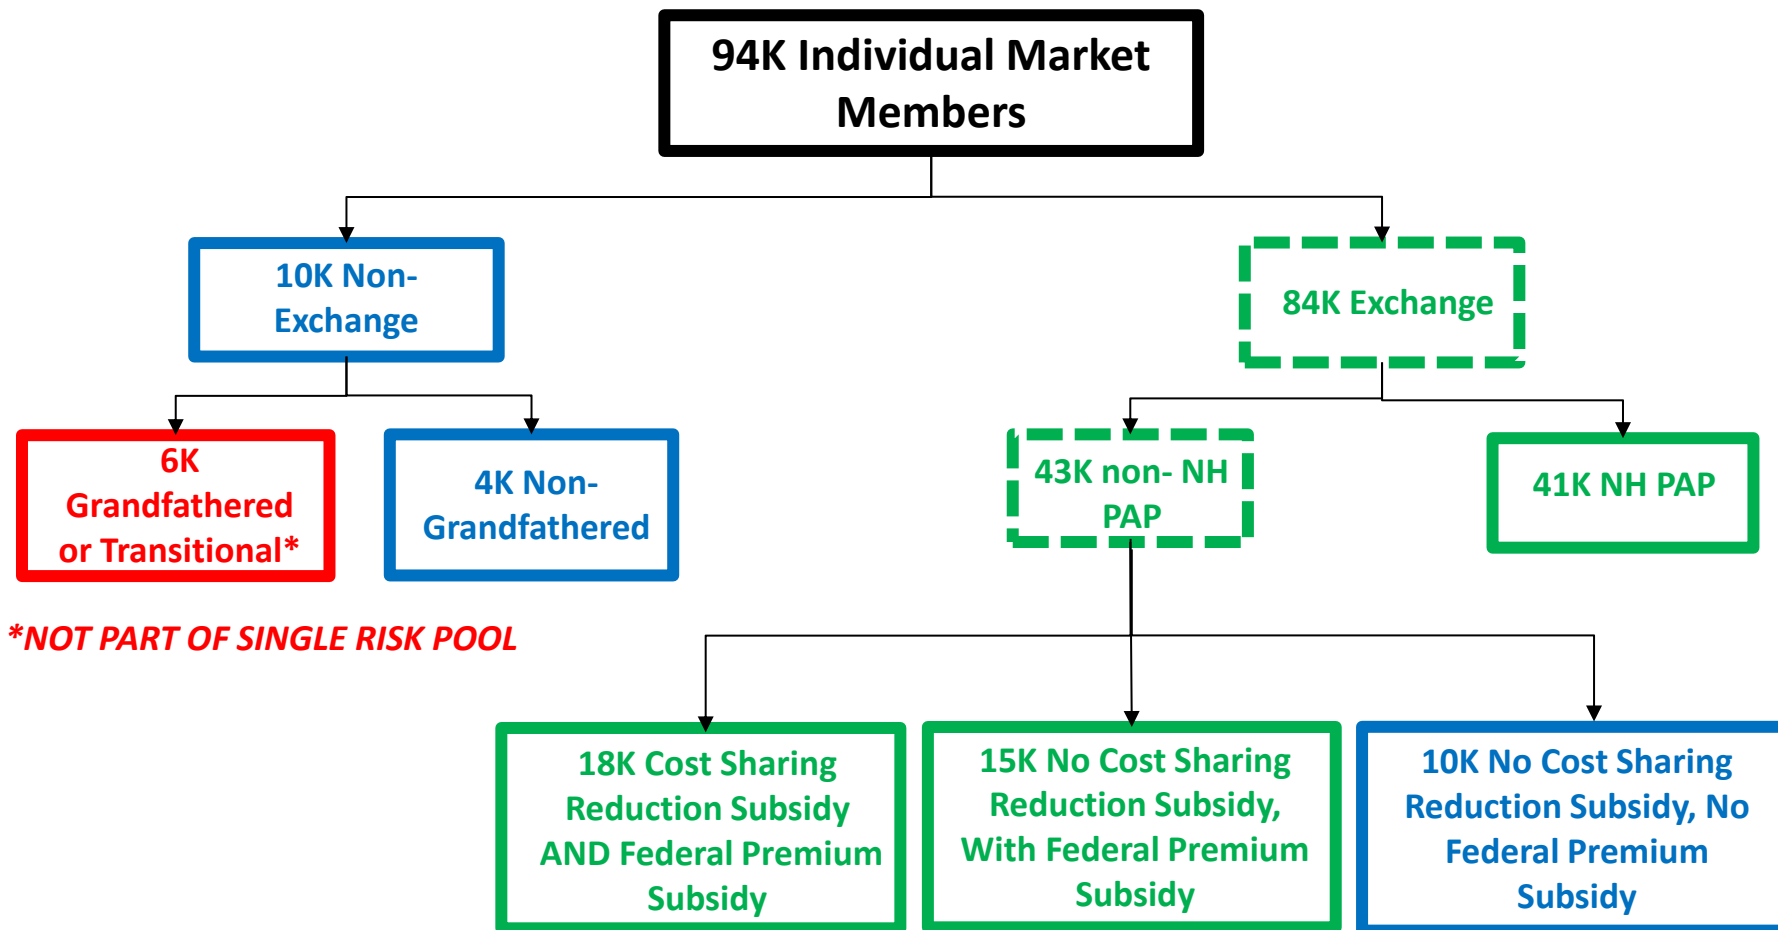 94K Individual Market
Members
10K Non-
Exchange
84K Exchange
6K
Grandfathered
or Transitional*
4K Non-
Grandfathered
43K non- NH
PAP
41K NH PAP
*NOT PART OF SINGLE RISK POOL
18K Cost Sharing
Reduction Subsidy
AND Federal Premium
Subsidy
15K No Cost Sharing
Reduction Subsidy,
With Federal Premium
Subsidy
10K No Cost Sharing
Reduction Subsidy, No
Federal Premium
Subsidy